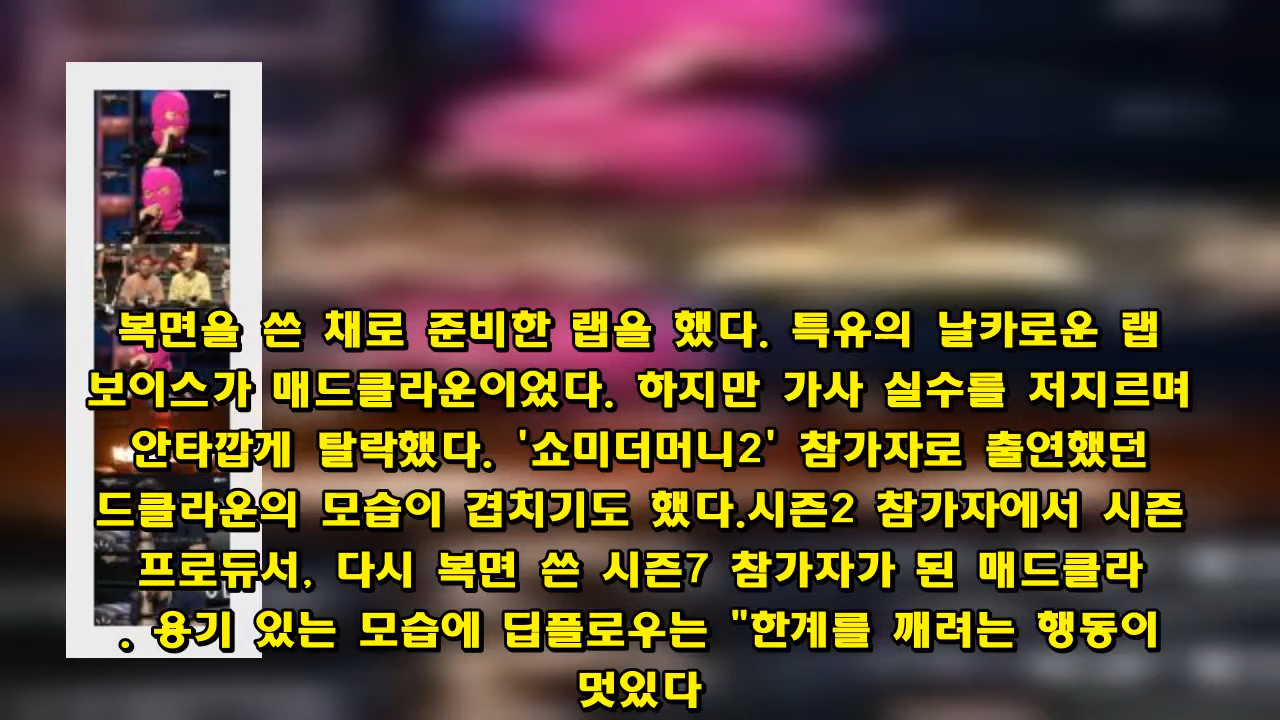 복면을 쓴 채로 준비한 랩을 했다. 특유의 날카로운 랩
보이스가 매드클라운이었다. 하지만 가사 실수를 저지르며
안타깝게 탈락했다. '쇼미더머니2' 참가자로 출연했던
드클라운의 모습이 겹치기도 했다.시즌2 참가자에서 시즌
프로듀서, 다시 복면 쓴 시즌7 참가자가 된 매드클라
. 용기 있는 모습에 딥플로우는 "한계를 깨려는 행동이
멋있다